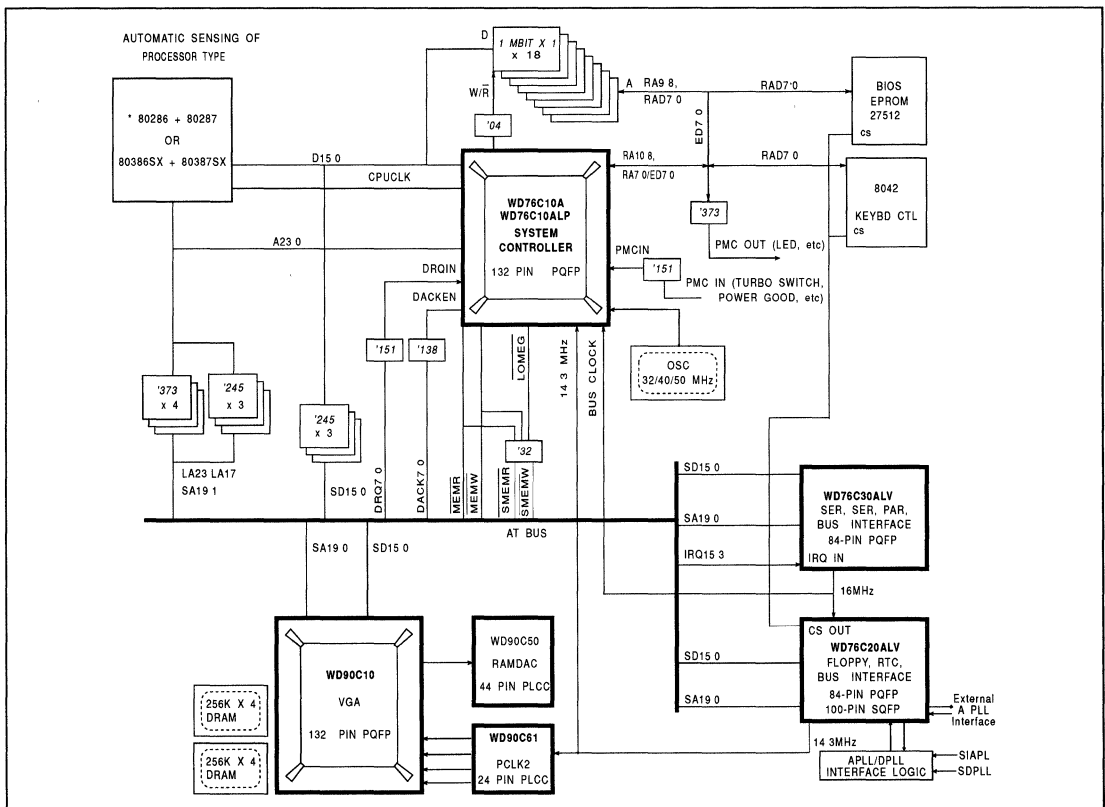 AUTOMATIC SENSING OF
PROCESSOR TYPE
* 80286 + 80287
OR
80386SX + 80387SX
D
1 MBIT X 1
x 18
W/R
'04
A
RA9 8,
RAD7 0
RAD7 0
BIOS
EPROM
27512
CS
ED7 0
D15 0
CPUCLK
A23 0
WD76C10A
WD76C10ALP
SYSTEM
CONTROLLER
132 PIN PQFP
RA10 8,
RA7 0/ED7 0
RAD7 0
8042
KEYBD CTL
CS
'373
PMC OUT (LED, etc)
PMCIN
'151
PMC IN (TURBO SWITCH,
POWER GOOD, etc)
DRQIN
DACKEN
'151
'138
LOMEG
14 3 MHz
BUS CLOCK
OSC
32/40/50 MHz
'373
x 4
'245
x 3
'245
x 3
'32
LA23 LA17
SA19 1
SD15 0
DRQ7 0
DACK7 0
MEMR
MEMW
SMEMR
SMEMW
AT BUS
SD15 0
SA19 0
IRQ15 3
WD76C30ALV
SER, SER, PAR,
BUS INTERFACE
84-PIN PQFP
IRQ IN
16MHz
SA19 0
SD15 0
CS OUT
WD76C20ALV
FLOPPY, RTC,
BUS INTERFACE
84-PIN PQFP
100-PIN SQFP
SD15 0
SA19 0
External
A PLL
Interface
14 3MHz
APLL/DPLL
INTERFACE LOGIC
SIAPL
SDPLL
WD90C10
VGA
132 PIN PQFP
256K X 4
DRAM
256K X 4
DRAM
WD90C50
RAMDAC
44 PIN PLCC
WD90C61
PCLK2
24 PIN PLCC